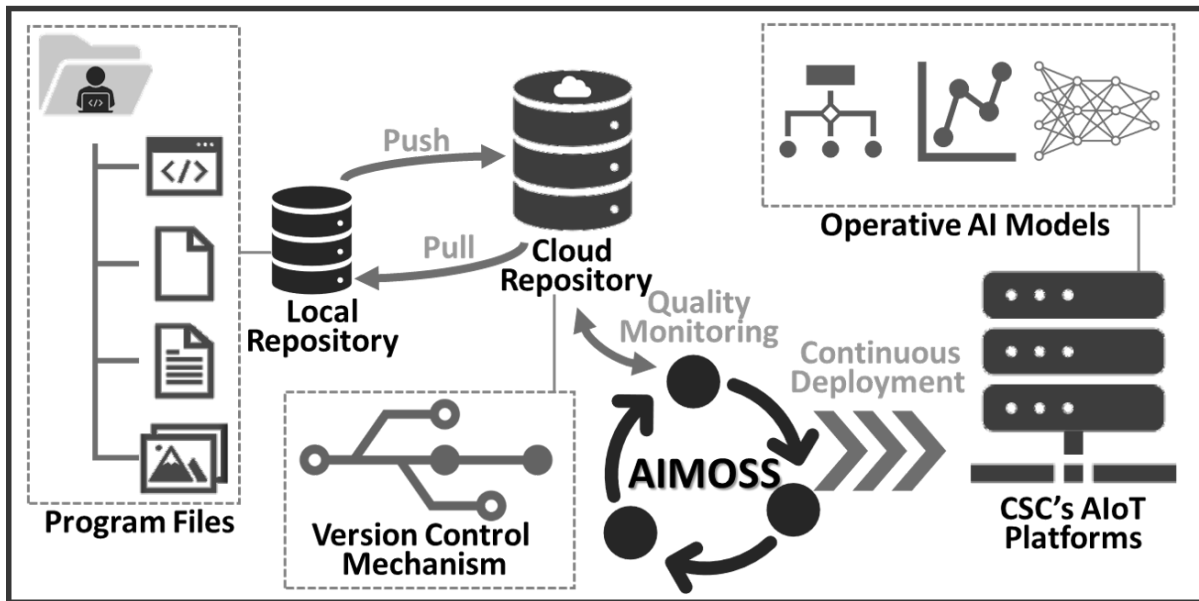 </>
Program Files
Push
Pull
Local
Repository
Cloud
Repository
Version Control
Mechanism
Quality
Monitoring
AIMOSS
Continuous
Deployment
Operative AI Models
CSC’s AIoT
Platforms